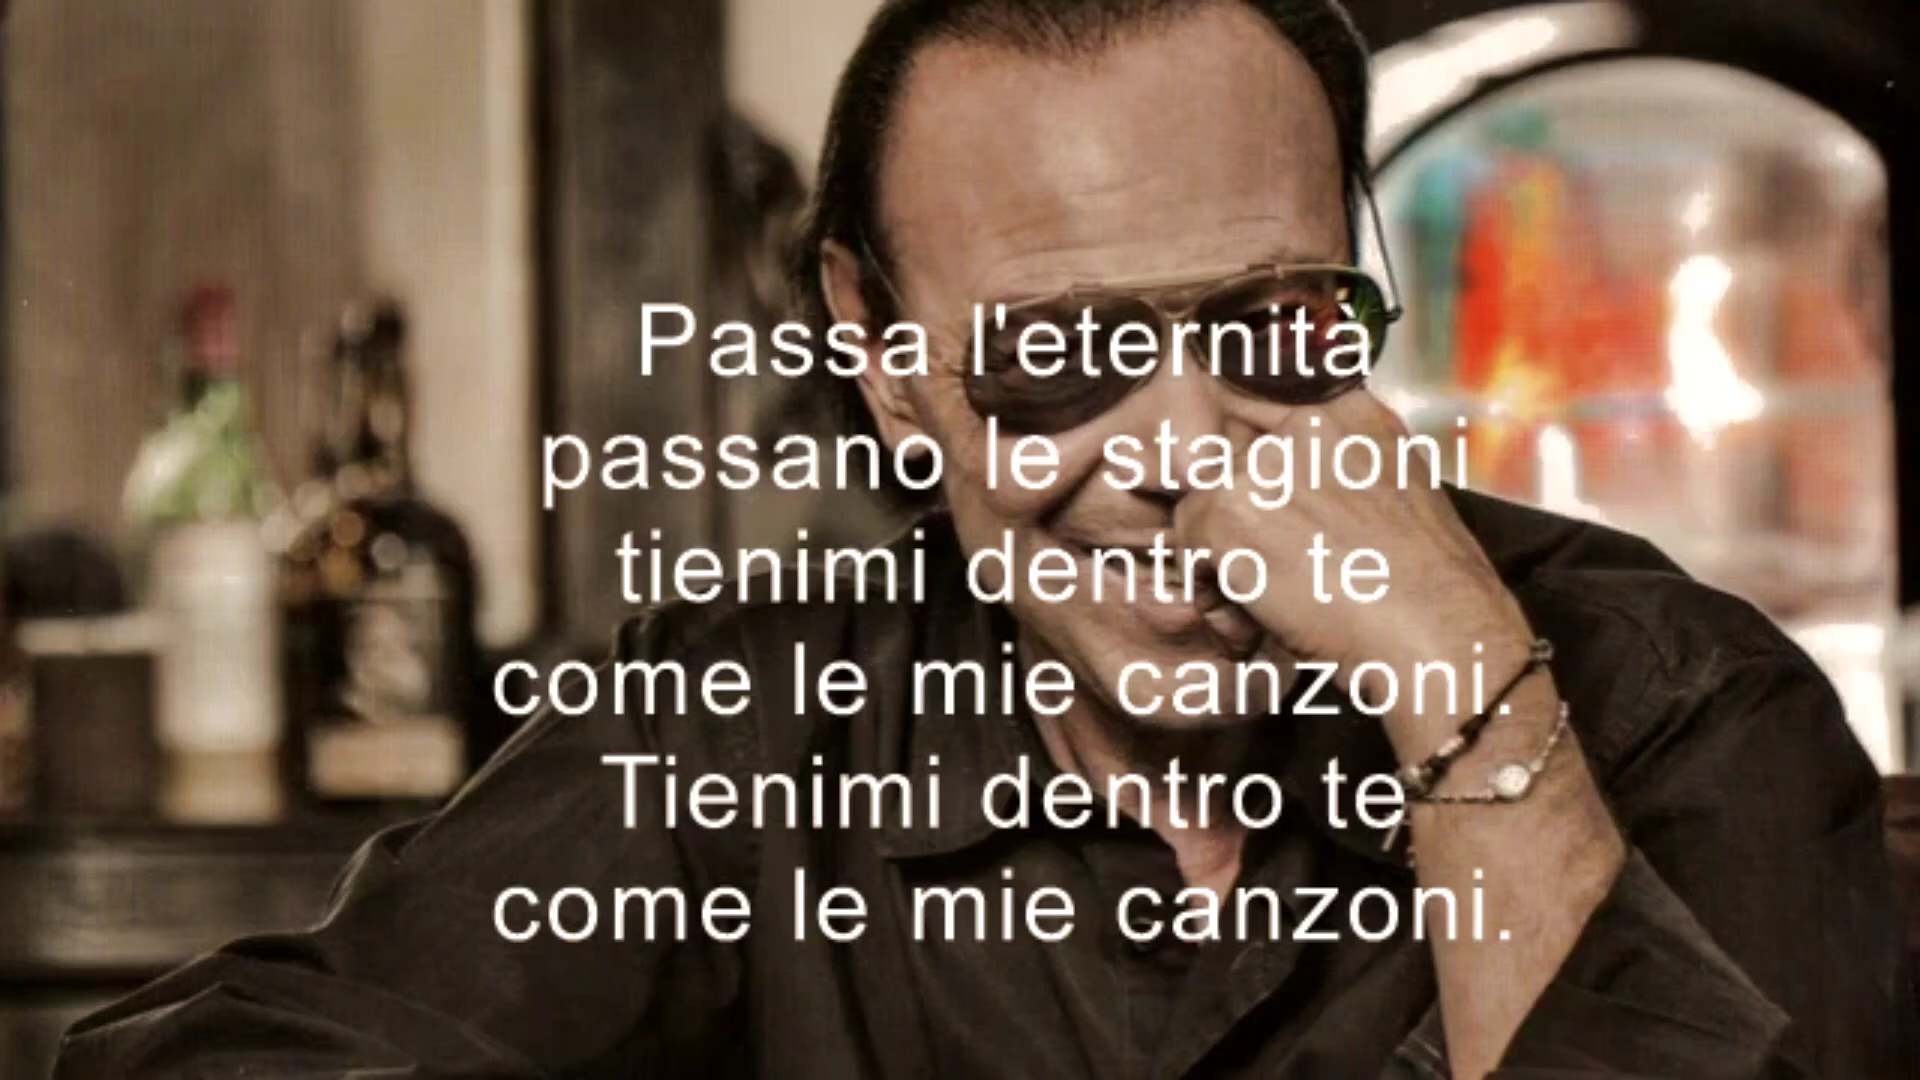 Passa l'eternità
passano le stagioni
tienimi dentro te
come le mie canzoni.
Tienimi dentro te
come le mie canzoni.